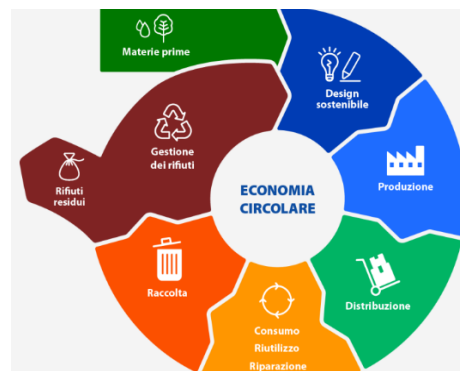 Materie prime
Design
sostenibile
Produzione
Distribuzione
Consumo
Riutilizzo
Riparazione
Raccolta
Gestione
dei rifiuti
Rifiuti
residui
ECONOMIA
CIRCOLARE